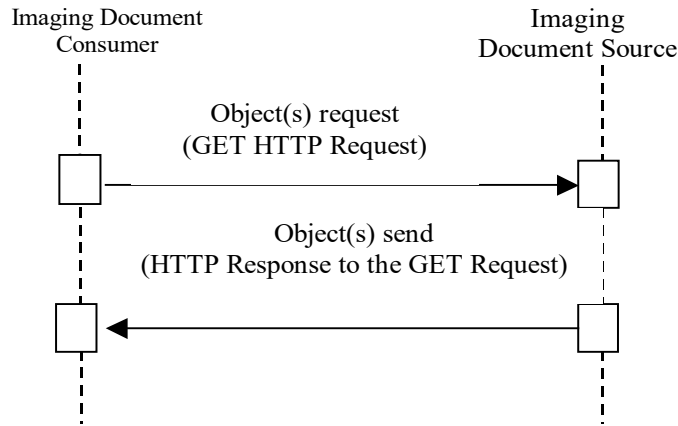 Imaging Document
Consumer
Imaging
Document Source
Object(s) request
(GET HTTP Request)
Object(s) send
(HTTP Response to the GET Request)